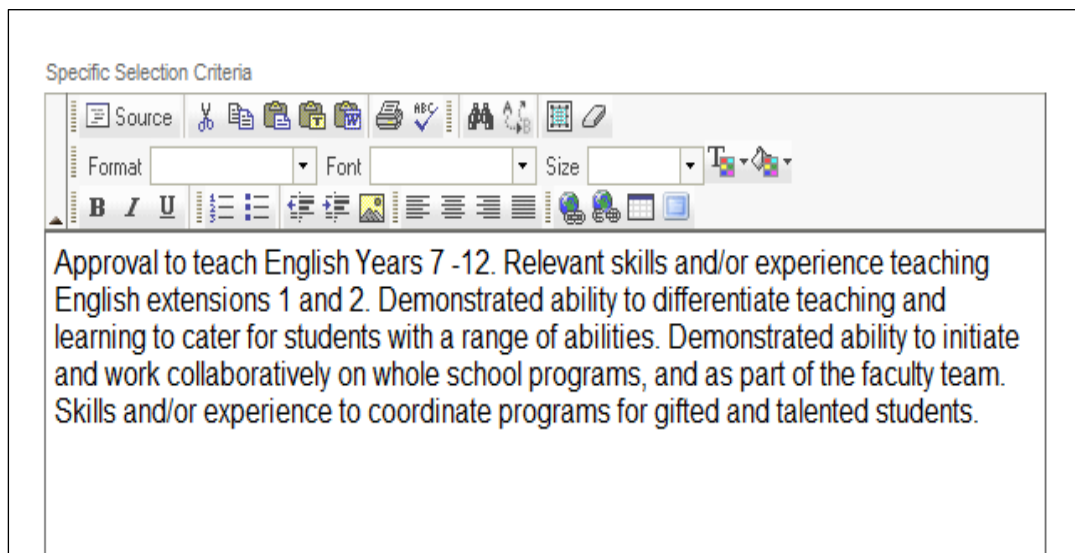 Specific Selection Criteria
Source ABC A B
Format Font Size T
B I U
Approval to teach English Years 7 -12. Relevant skills and/or experience teaching
English extensions 1 and 2. Demonstrated ability to differentiate teaching and
learning to cater for students with a range of abilities. Demonstrated ability to initiate
and work collaboratively on whole school programs, and as part of the faculty team.
Skills and/or experience to coordinate programs for gifted and talented students.